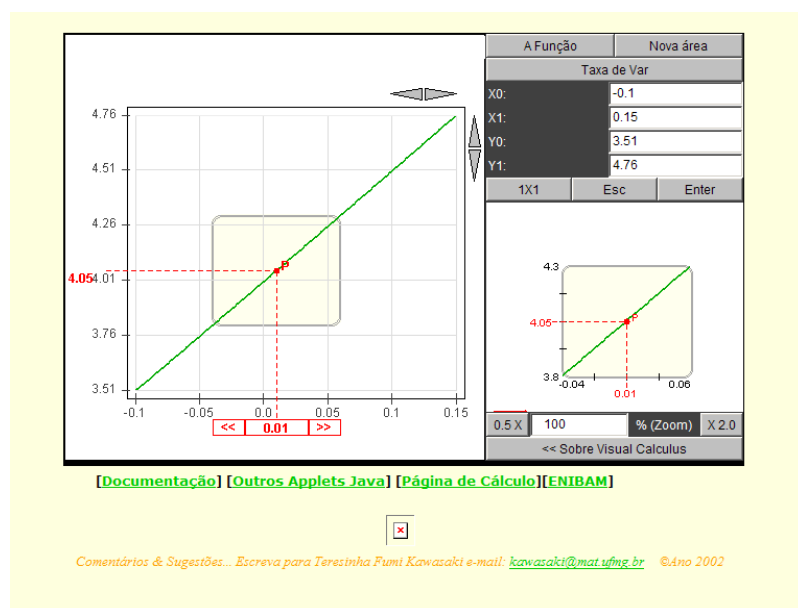 A Função Nova área
Taxa de Var
X0: -0.1
X1: 0.15
Y0: 3.51
Y1: 4.76
1X1 Esc Enter
4.76
4.51
4.26
4.05 4.01
3.76
3.51
P
-0.1 -0.05 0.0 0.05 0.1 0.15
<< 0.01 >>
4.3
4.05
P
3.8
-0.04 0.06
0.01
0.5 X 100 % (Zoom) X 2.0
<< Sobre Visual Calculus
[Documentação] [Outros Applets Java] [Página de Cálculo][ENIBAM]
Comentários & Sugestões... Escreva para Teresinha Fumi Kawasaki e-mail: kawasaki@mat.ufmg.br ©Ano 2002